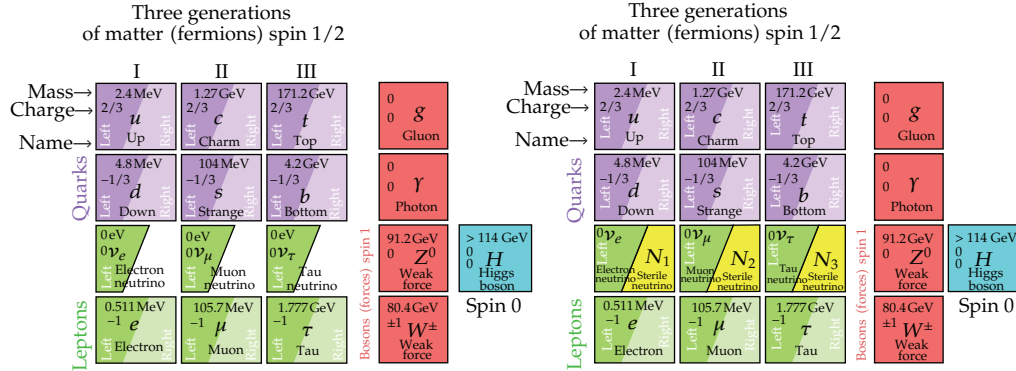 Three generations
of matter (fermions) spin 1/2
I II III
Mass→ 2.4 MeV 1.27 GeV 171.2 GeV
Charge→ 2/3 2/3 2/3 0
u c t 0 g
Name→ Left Up Right Left Charm Right Left Top Right Gluon
Quarks
4.8 MeV 104 MeV 4.2 GeV
−1/3 −1/3 −1/3 0
d s b 0 γ
Left Down Right Left Strange Right Left Bottom Right Photon
0 eV 0 eV 0 eV 91.2 GeV > 114 GeV
0 νe 0 νμ 0 ντ 0 Z0 0 0 H
Left Electron neutrino Left Muon neutrino Left Tau neutrino Weak force Higgs boson
Spin 0
Leptons
0.511 MeV 105.7 MeV 1.777 GeV 80.4 GeV
−1 e −1 μ −1 τ ±1 W±
Left Electron Right Left Muon Right Left Tau Right Weak force
Bosons (forces) spin 1
Three generations
of matter (fermions) spin 1/2
I II III
Mass→ 2.4 MeV 1.27 GeV 171.2 GeV
Charge→ 2/3 2/3 2/3 0
u c t 0 g
Name→ Left Up Right Left Charm Right Left Top Right Gluon
Quarks
4.8 MeV 104 MeV 4.2 GeV
−1/3 −1/3 −1/3 0
d s b 0 γ
Left Down Right Left Strange Right Left Bottom Right Photon
0 νe N1 0 νμ N2 0 ντ N3 91.2 GeV 0 Z0 > 114 GeV 0 0 H
Left Electron neutrino Sterile neutrino Left Muon neutrino Sterile neutrino Left Tau neutrino Sterile neutrino Weak force Higgs boson
Spin 0
Leptons
0.511 MeV 105.7 MeV 1.777 GeV 80.4 GeV
−1 e −1 μ −1 τ ±1 W±
Left Electron Right Left Muon Right Left Tau Right Weak force
Bosons (forces) spin 1